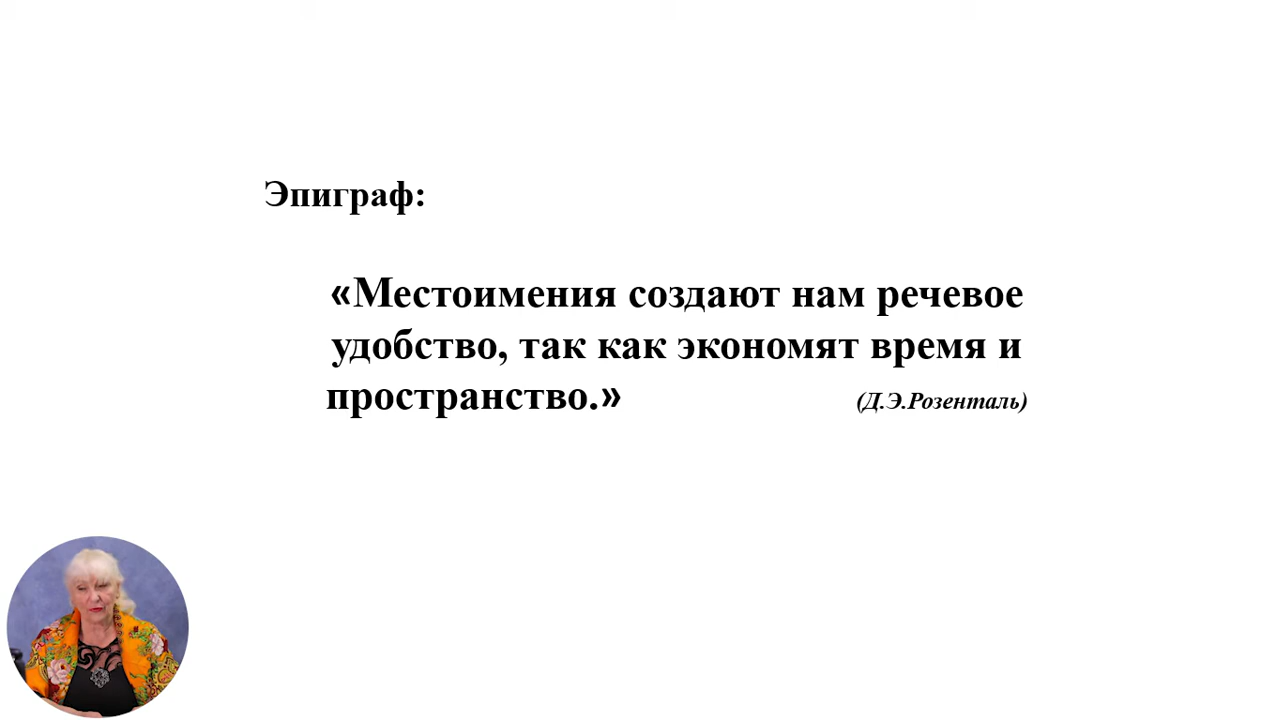 Эпиграф:
«Местоимения создают нам речевое
удобство, так как экономят время и
пространство.» (Д.Э.Розенталь)